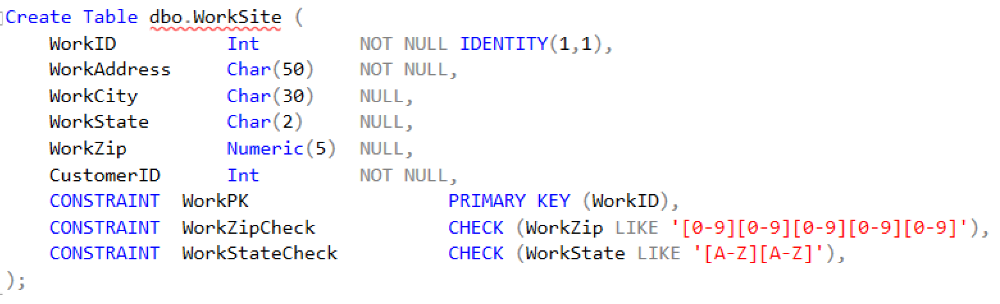 Create Table dbo.WorkSite (
WorkID Int NOT NULL IDENTITY(1,1),
WorkAddress Char(50) NOT NULL,
WorkCity Char(30) NULL,
WorkState Char(2) NULL,
WorkZip Numeric(5) NULL,
CustomerID Int NOT NULL,
CONSTRAINT WorkPK PRIMARY KEY (WorkID),
CONSTRAINT WorkZipCheck CHECK (WorkZip LIKE '[0-9][0-9][0-9][0-9][0-9]'),
CONSTRAINT WorkStateCheck CHECK (WorkState LIKE '[A-Z][A-Z]'),
);